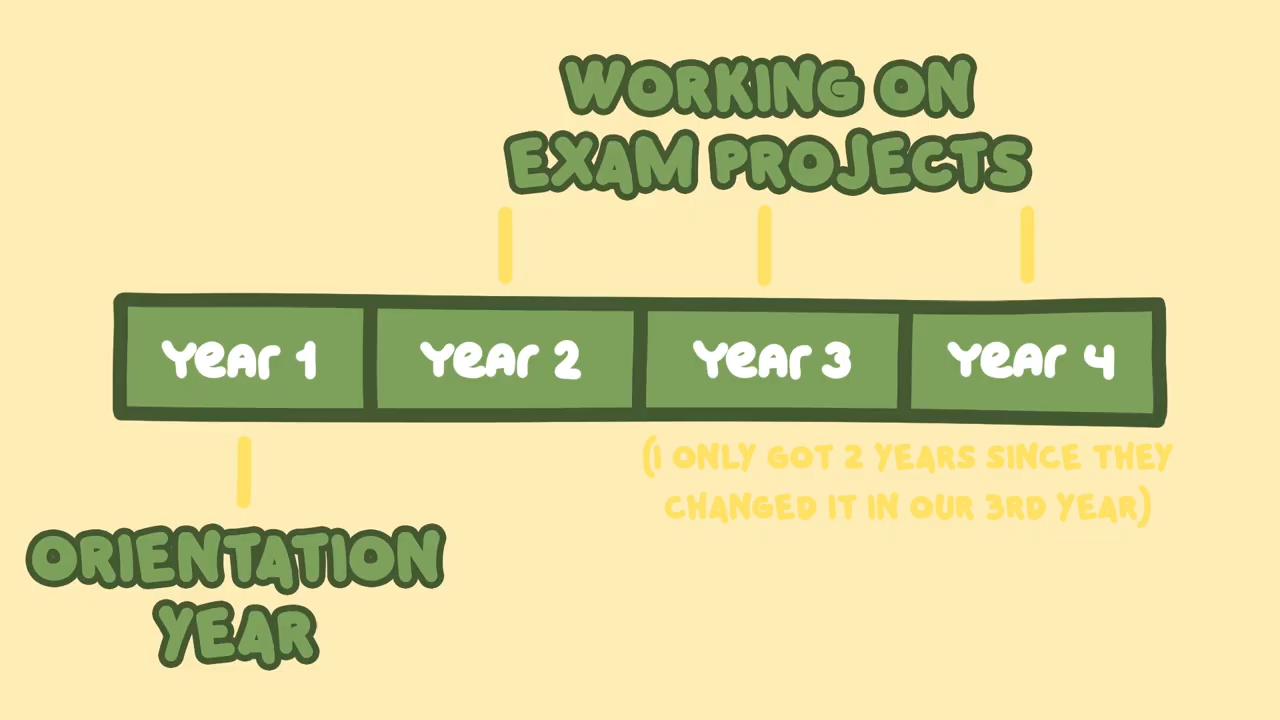 WORKING ON
EXAM PROJECTS
Year 1
Year 2
Year 3
Year 4
(I ONLY GOT 2 YEARS SINCE THEY
CHANGED IT IN OUR 3RD YEAR)
ORIENTATION
YEAR